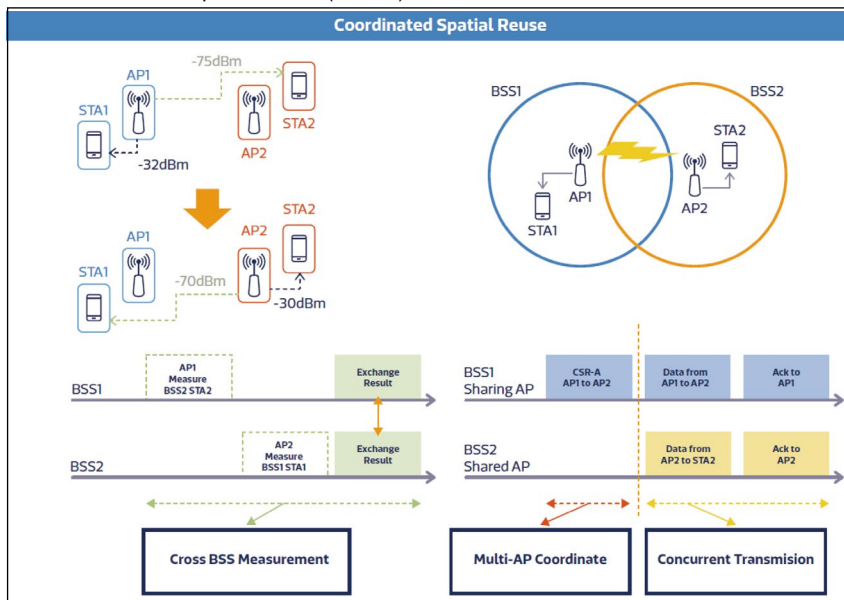 Coordinated Spatial Reuse
-75dBm
AP1
STA1
-32dBm
AP2
STA2
STA2
AP1
AP2
STA1
-70dBm
-30dBm
BSS1
BSS2
STA2
AP1
AP2
STA1
BSS1
AP1
Measure
BSS2 STA2
Exchange
Result
BSS2
AP2
Measure
BSS1 STA1
Exchange
Result
Cross BSS Measurement
BSS1
Sharing AP
CSR-A
AP1 to AP2
Data from
AP1 to AP2
Ack to
AP1
BSS2
Shared AP
Data from
AP2 to STA2
Ack to
AP2
Multi-AP Coordinate
Concurrent Transmision